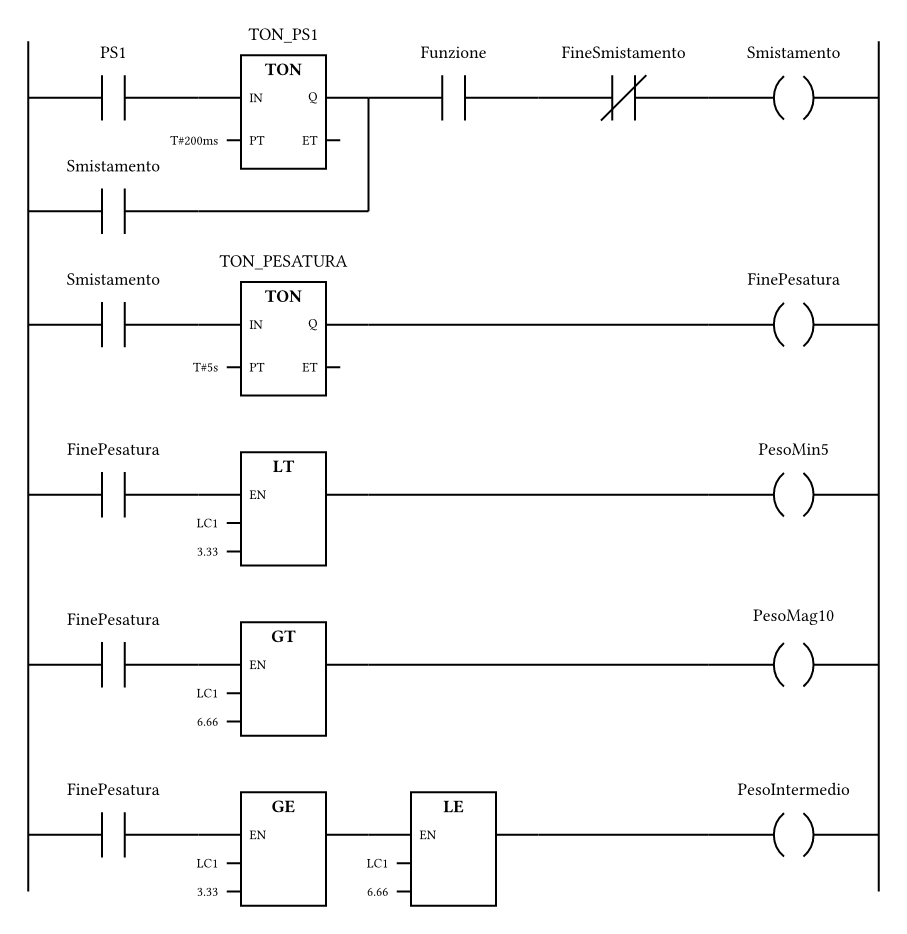 TON_PS1
PS1
Funzione
FineSmistamento
Smistamento
TON
IN
Q
T#200ms
PT
ET
Smistamento
TON_PESATURA
Smistamento
FinePesatura
TON
IN
Q
T#5s
PT
ET
FinePesatura
PesoMin5
LT
EN
LC1
3.33
FinePesatura
PesoMag10
GT
EN
LC1
6.66
FinePesatura
PesoIntermedio
GE
LE
EN
EN
LC1
LC1
3.33
6.66